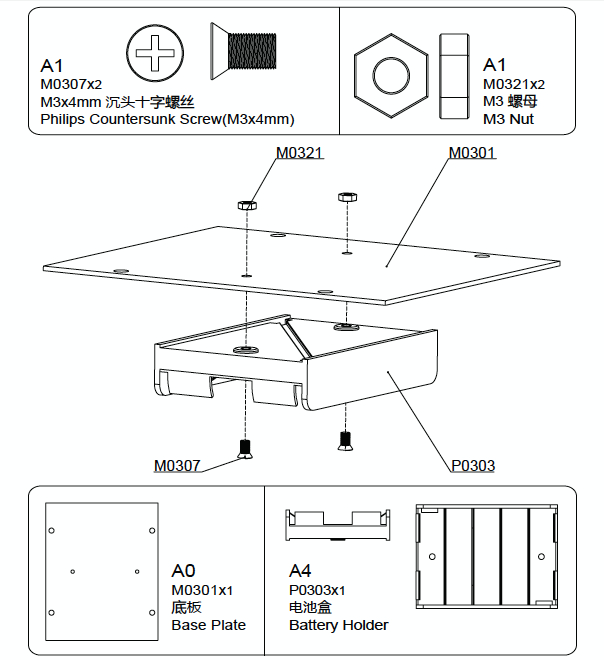 A1
M0307x2
M3x4mm 沉头十字螺丝
Philips Countersunk Screw(M3x4mm)
A1
M0321x2
M3 螺母
M3 Nut
M0321
M0301
M0307
P0303
A0
M0301x1
底板
Base Plate
A4
P0303x1
电池盒
Battery Holder